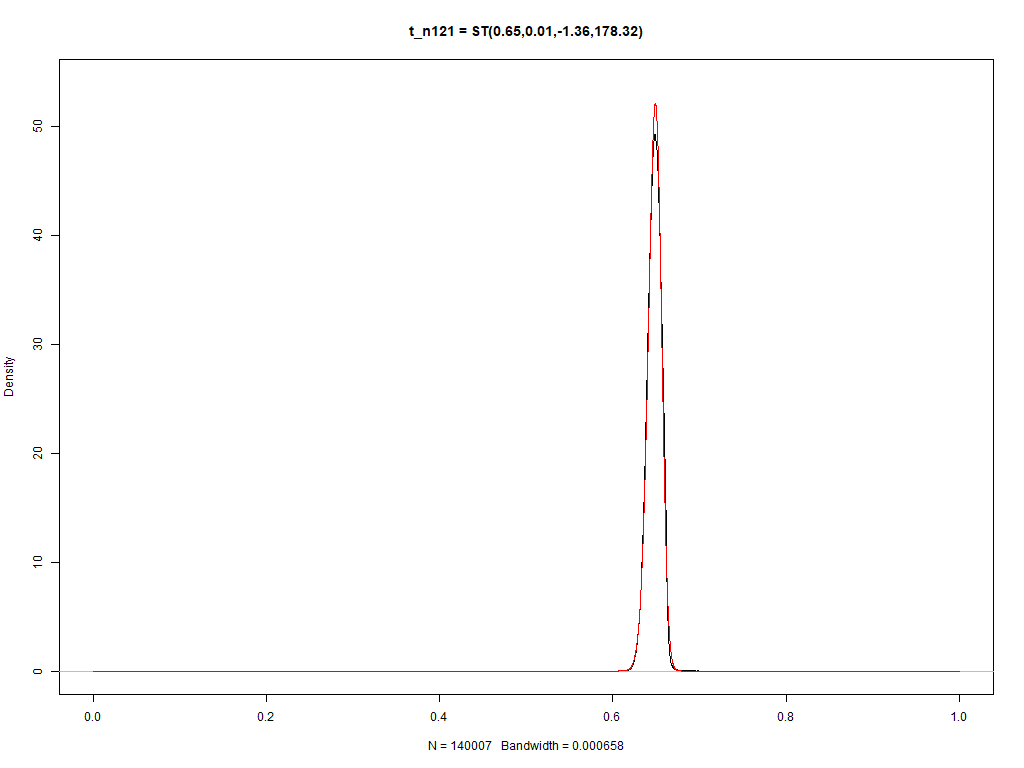 t_n121 = ST(0.65,0.01,-1.36,178.32)
Density
50
40
30
20
10
0
0.0 0.2 0.4 0.6 0.8 1.0
N = 140007 Bandwidth = 0.000658